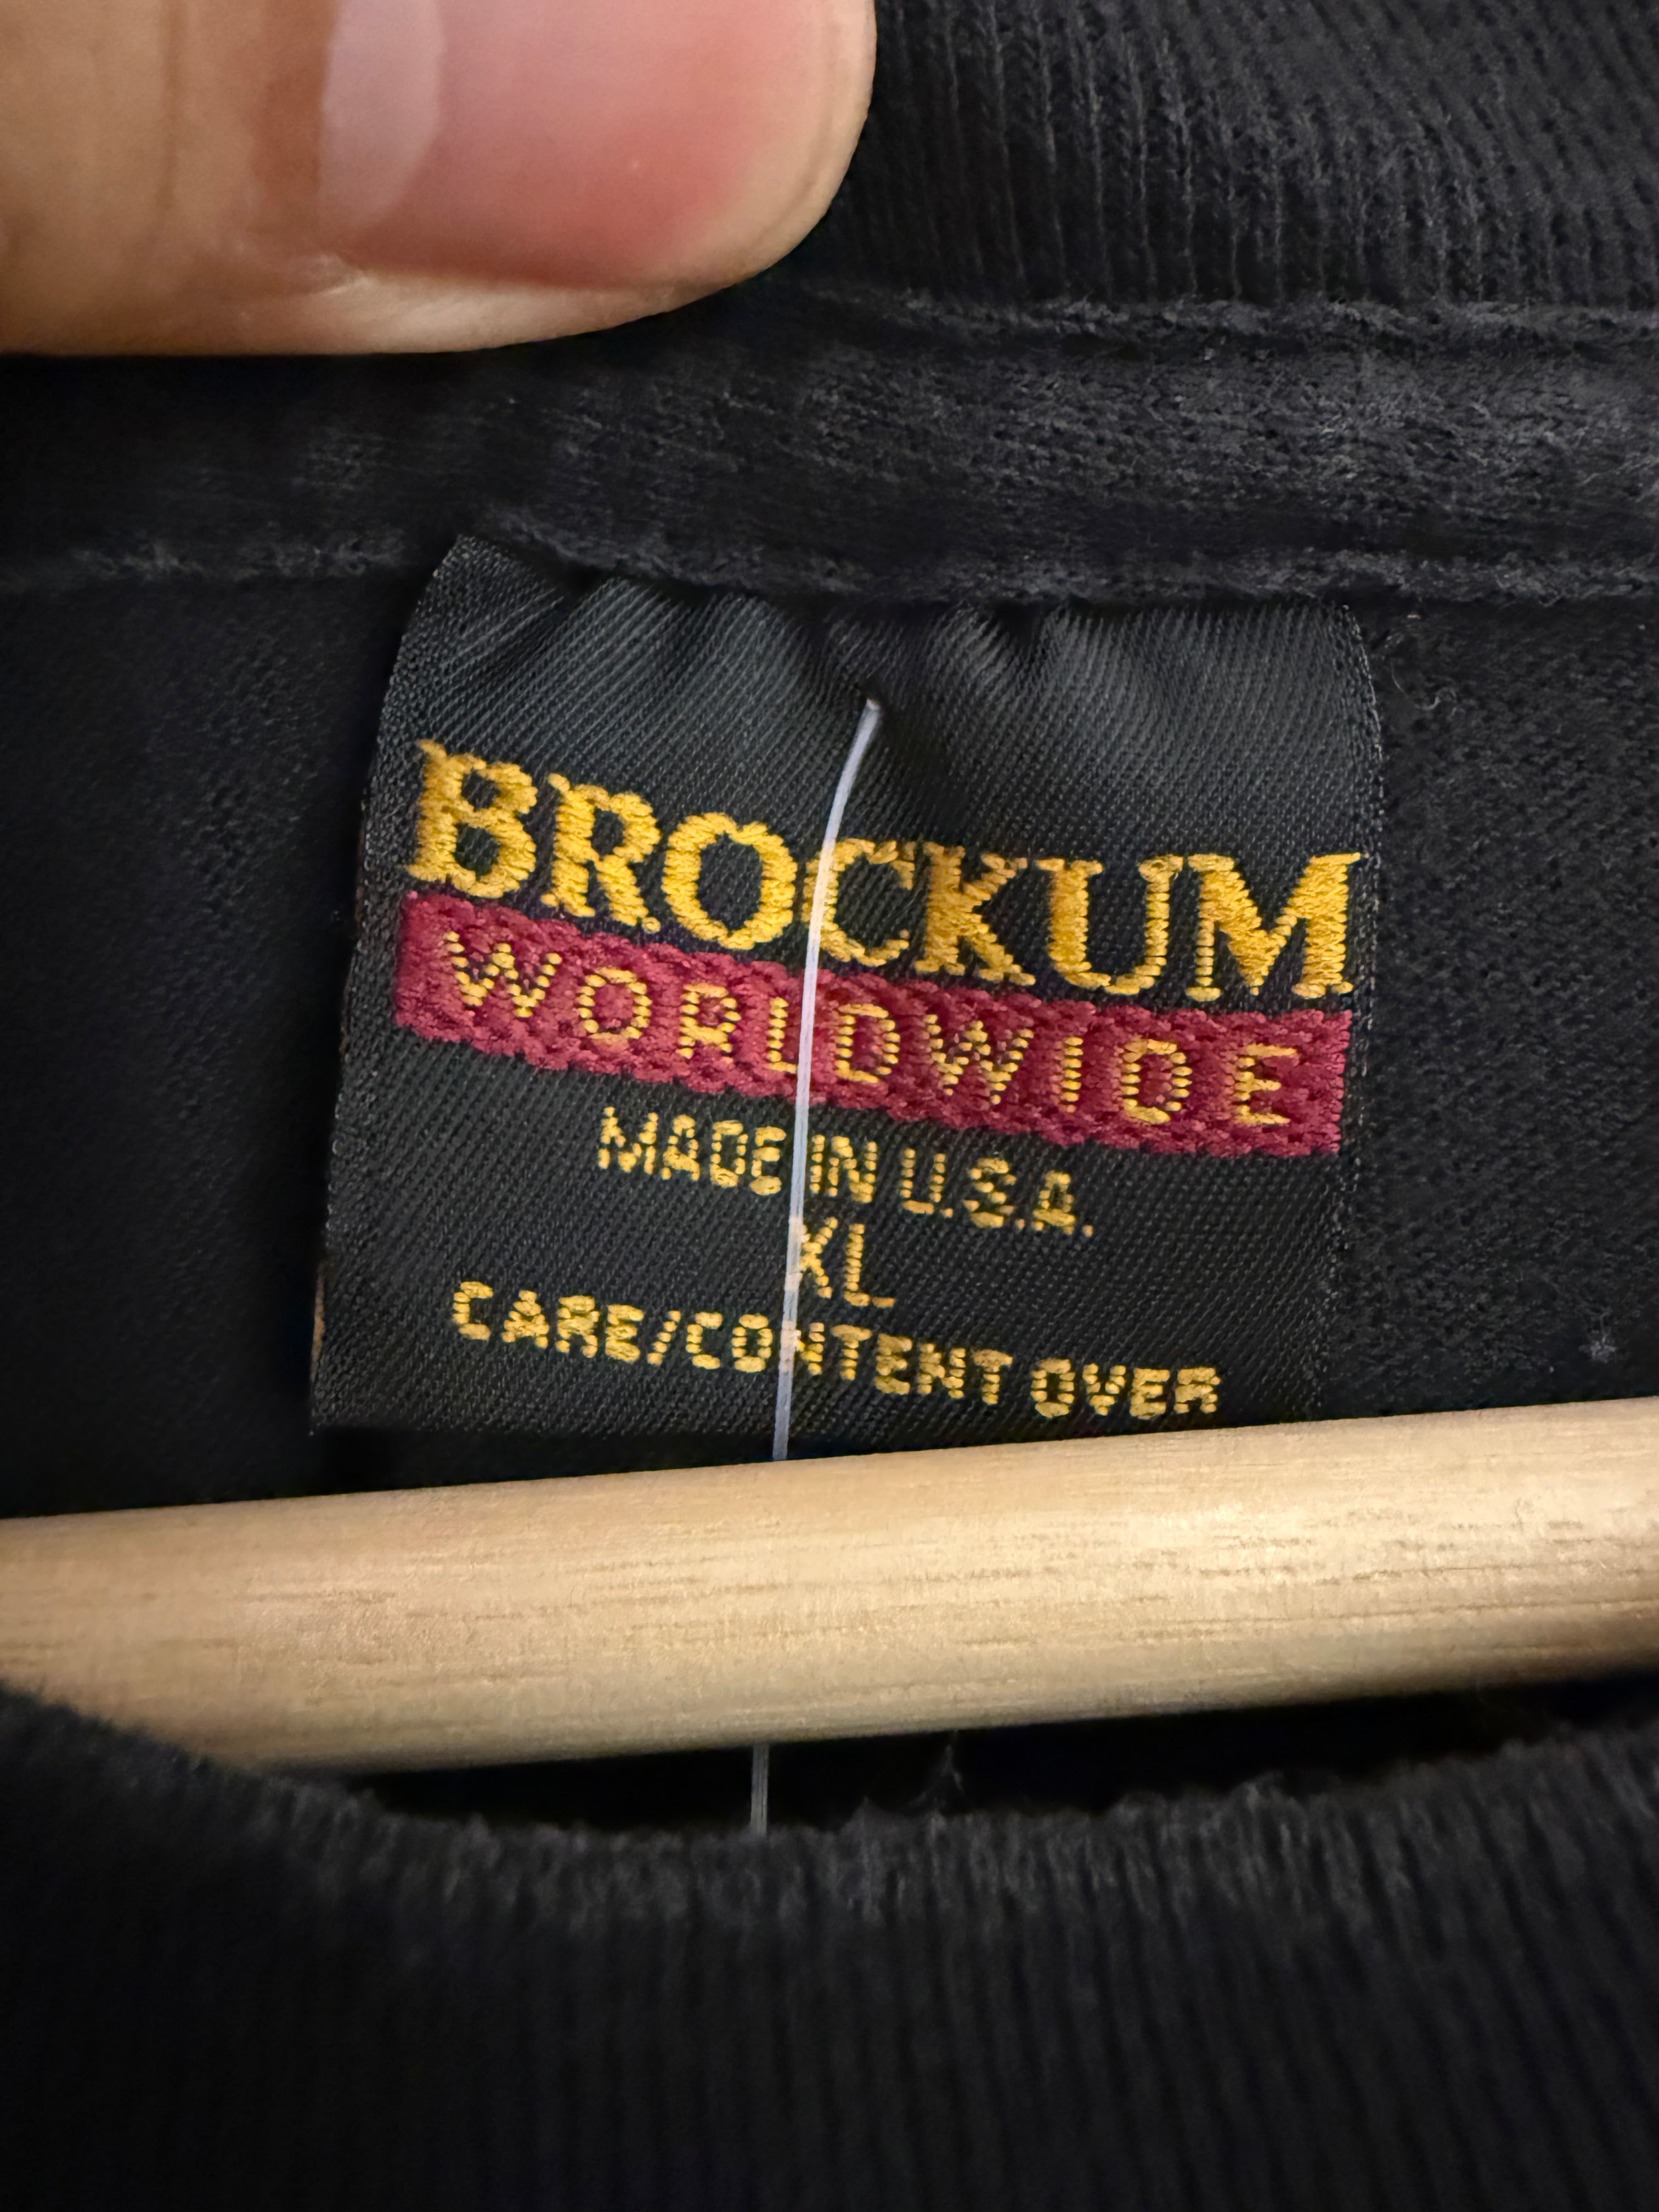 BROCKUM
WORLDWIDE
MADE IN U.S.A.
XL
CARE/CONTENT OVER